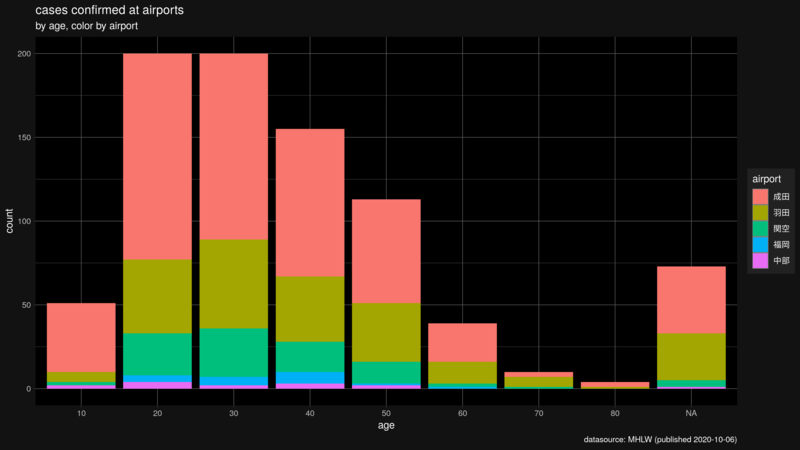 cases confirmed at airports
by age, color by airport
count
200
150
100
50
0
10 20 30 40 50 60 70 80 NA
age
airport
成田
羽田
関空
福岡
中部
datasource: MHLW (published 2020-10-06)